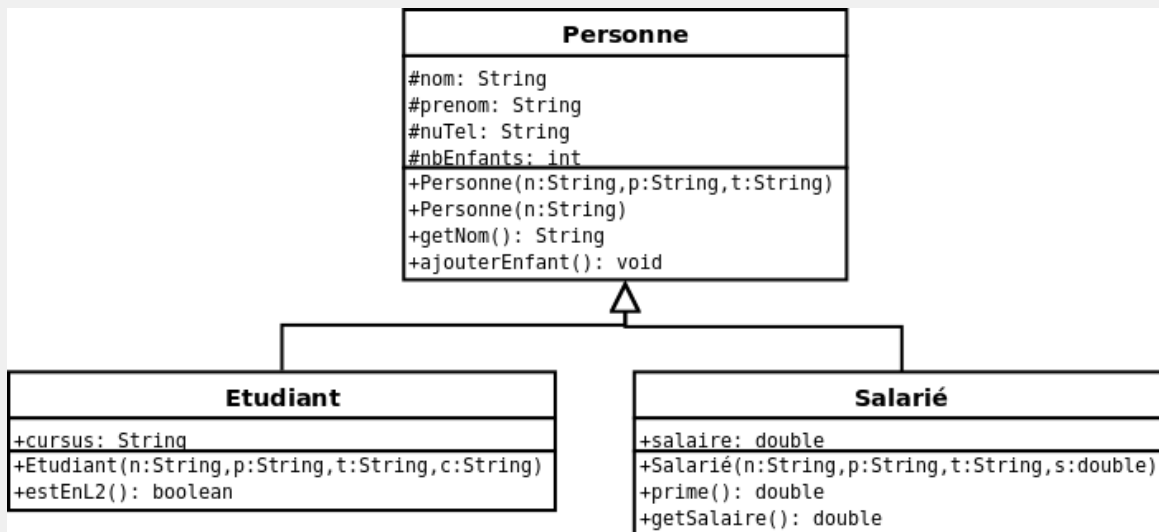 Personne
#nom: String
#prenom: String
#nuTel: String
#nbEnfants: int
+Personne(n:String,p:String,t:String)
+Personne(n:String)
+getNom(): String
+ajouterEnfant(): void
Etudiant
+cursus: String
+Etudiant(n:String,p:String,t:String,c:String)
+estEnL2(): boolean
Salarié
+salaire: double
+Salarié(n:String,p:String,t:String,s:double)
+prime(): double
+getSalaire(): double